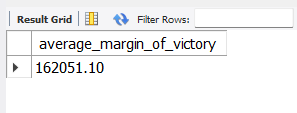 Result Grid Filter Rows:
average_margin_of_victory
162051.10